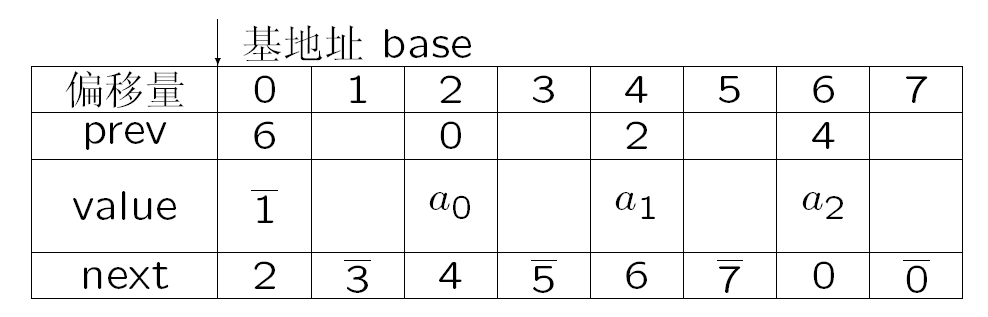 基地址 base
偏移量 0 1 2 3 4 5 6 7
prev 6 0 2 4
value 1̅ a₀ a₁ a₂
next 2 3̅ 4 5̅ 6 7̅ 0 0̅